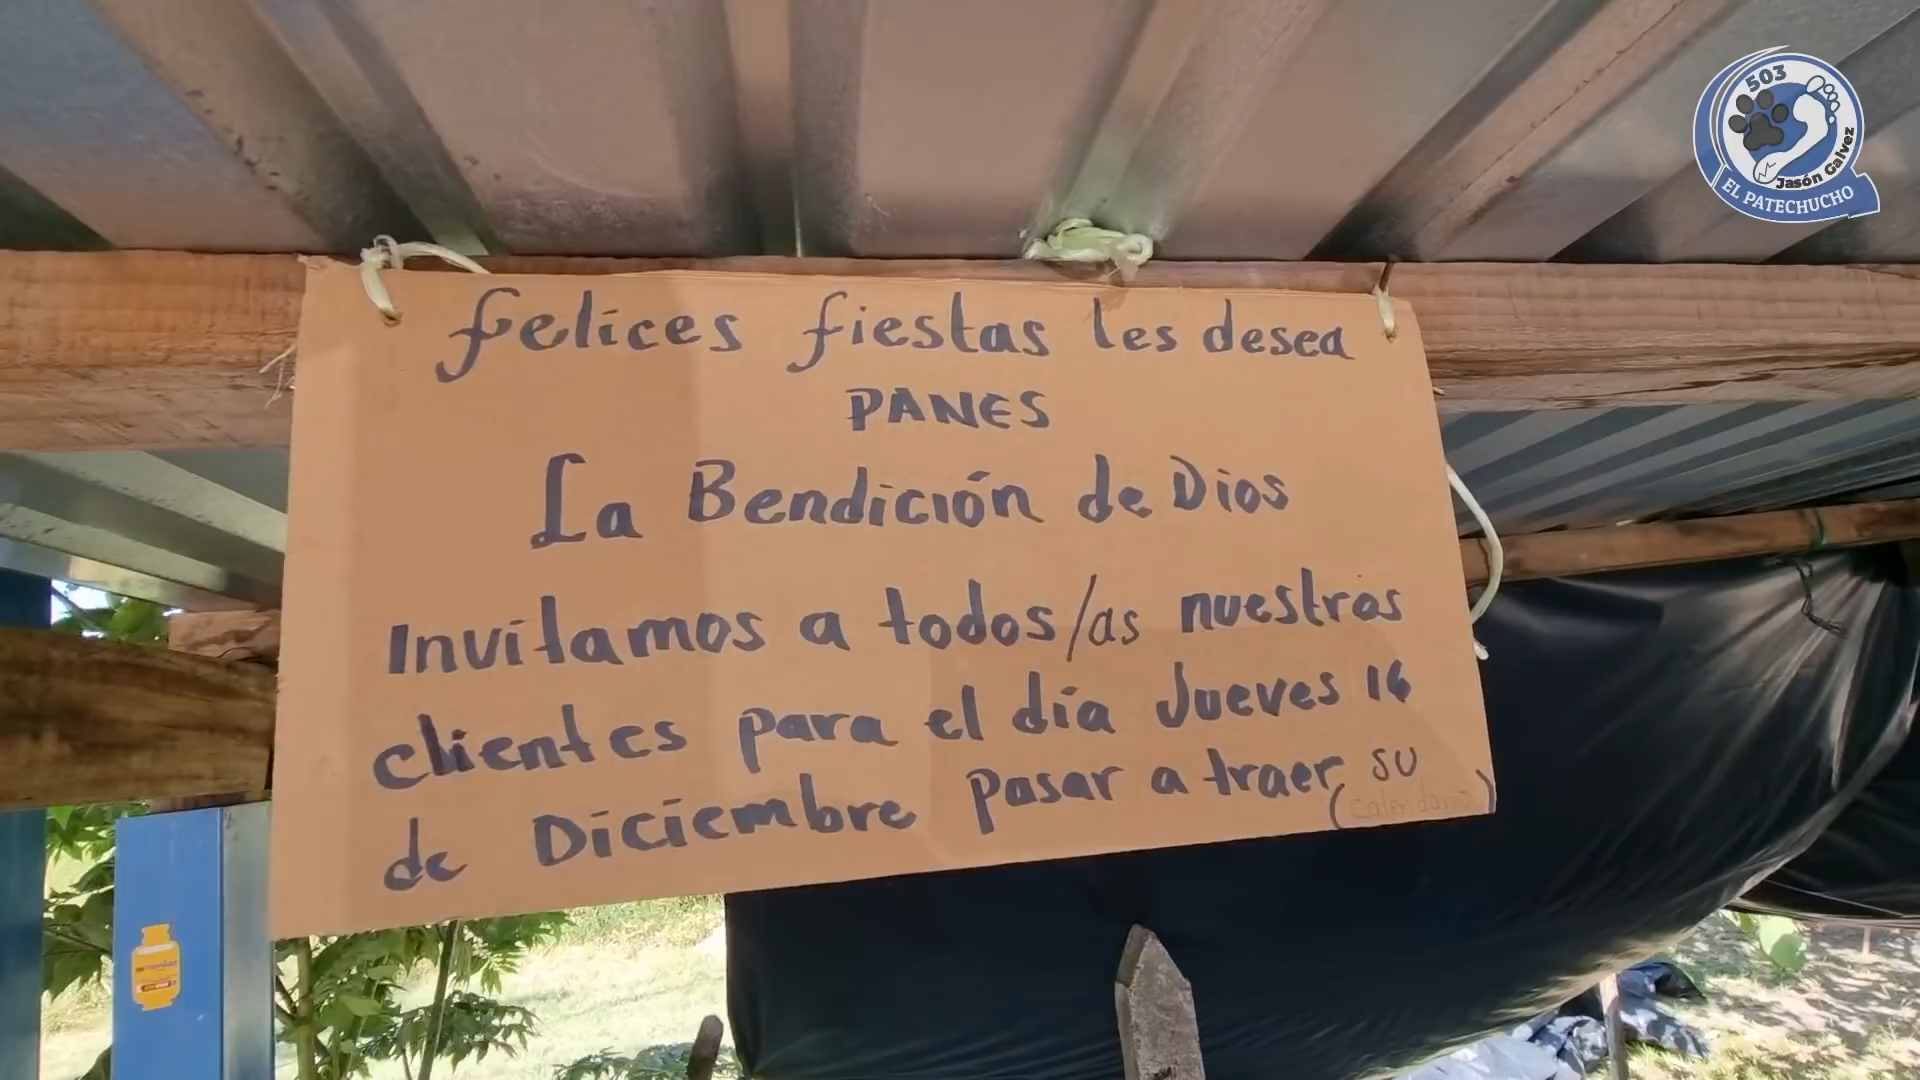 felices fiestas les desea
PANES
La Bendición de Dios
Invitamos a todos/as nuestros
clientes para el día Jueves 16
de Diciembre pasar a traer su
(Calendario)
503
Jasón Galvez
EL PATECHUCHO